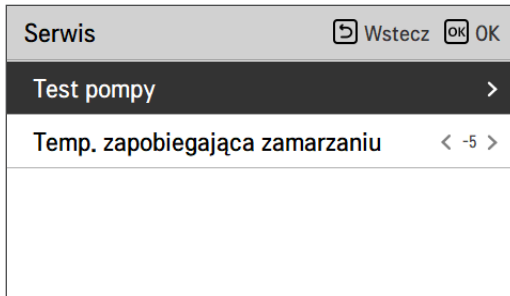 Serwis Wstecz OK OK
Test pompy >
Temp. zapobiegająca zamarzaniu < -5 >